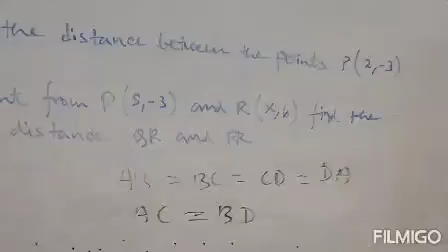 the distance between the points P(2,-3)
nt from P(5,-3) and R(x,6) find the
distance QR and PR
AB = BC = CD = DA
AC = BD
FILMIGO